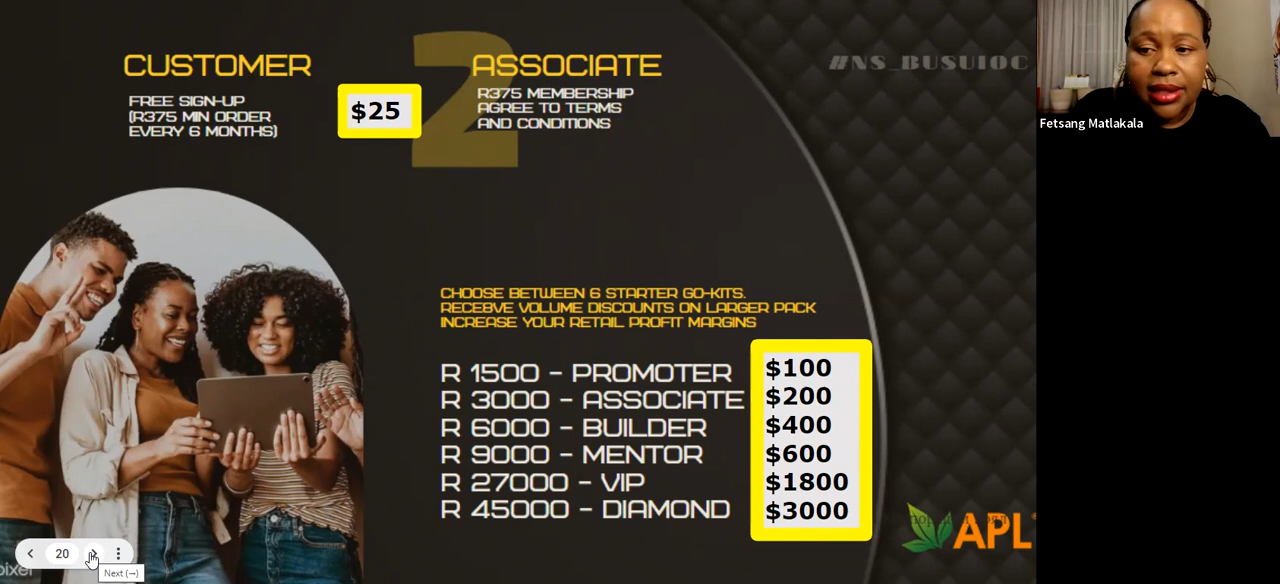 CUSTOMER
FREE SIGN-UP
(R375 MIN ORDER
EVERY 6 MONTHS)
$25
2
ASSOCIATE
R375 MEMBERSHIP
AGREE TO TERMS
AND CONDITIONS
#NS_BUSUIOC
Fetsang Matlakala
CHOOSE BETWEEN 6 STARTER GO-KITS.
RECEBVE VOLUME DISCOUNTS ON LARGER PACK
INCREASE YOUR RETAIL PROFIT MARGINS
R 1500 - PROMOTER $100
R 3000 - ASSOCIATE $200
R 6000 - BUILDER $400
R 9000 - MENTOR $600
R 27000 - VIP $1800
R 45000 - DIAMOND $3000
APL
20
Next (→)